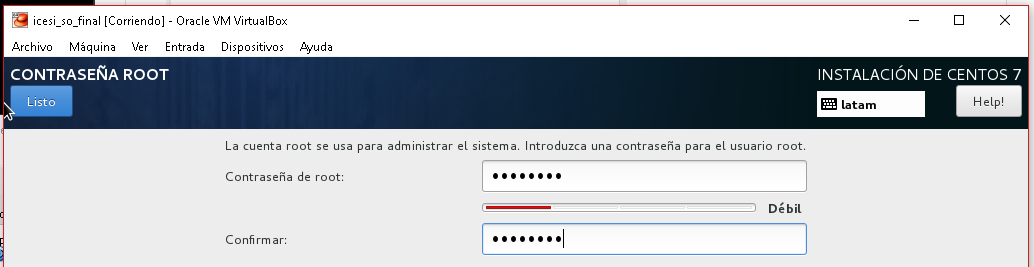 icesi_so_final [Corriendo] - Oracle VM VirtualBox
Archivo Máquina Ver Entrada Dispositivos Ayuda
CONTRASEÑA ROOT
INSTALACIÓN DE CENTOS 7
Listo
latam
Help!
La cuenta root se usa para administrar el sistema. Introduzca una contraseña para el usuario root.
Contraseña de root: ••••••••
Débil
Confirmar: ••••••••